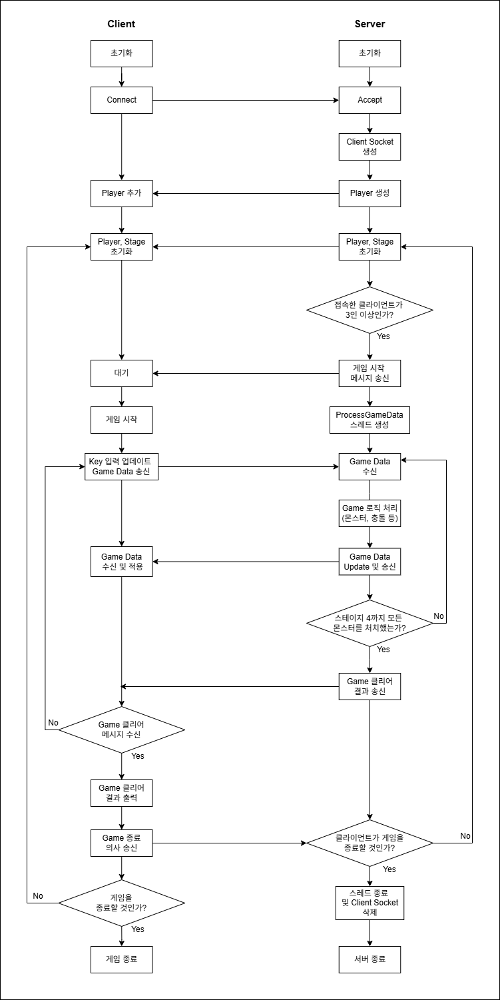 Client
Server
초기화
초기화
Connect
Accept
Client Socket
생성
Player 추가
Player 생성
Player, Stage
초기화
Player, Stage
초기화
접속한 클라이언트가
3인 이상인가?
Yes
대기
게임 시작
메시지 송신
게임 시작
ProcessGameData
스레드 생성
Key 입력 업데이트
Game Data 송신
Game Data
수신
Game 로직 처리
(몬스터, 충돌 등)
Game Data
수신 및 적용
Game Data
Update 및 송신
스테이지 4까지 모든
몬스터를 처치했는가?
No
Yes
Game 클리어
결과 송신
Game 클리어
메시지 수신
No
Yes
Game 클리어
결과 출력
Game 종료
의사 송신
클라이언트가 게임을
종료할 것인가?
No
Yes
게임을
종료할 것인가?
No
Yes
스레드 종료
및 Client Socket
삭제
게임 종료
서버 종료